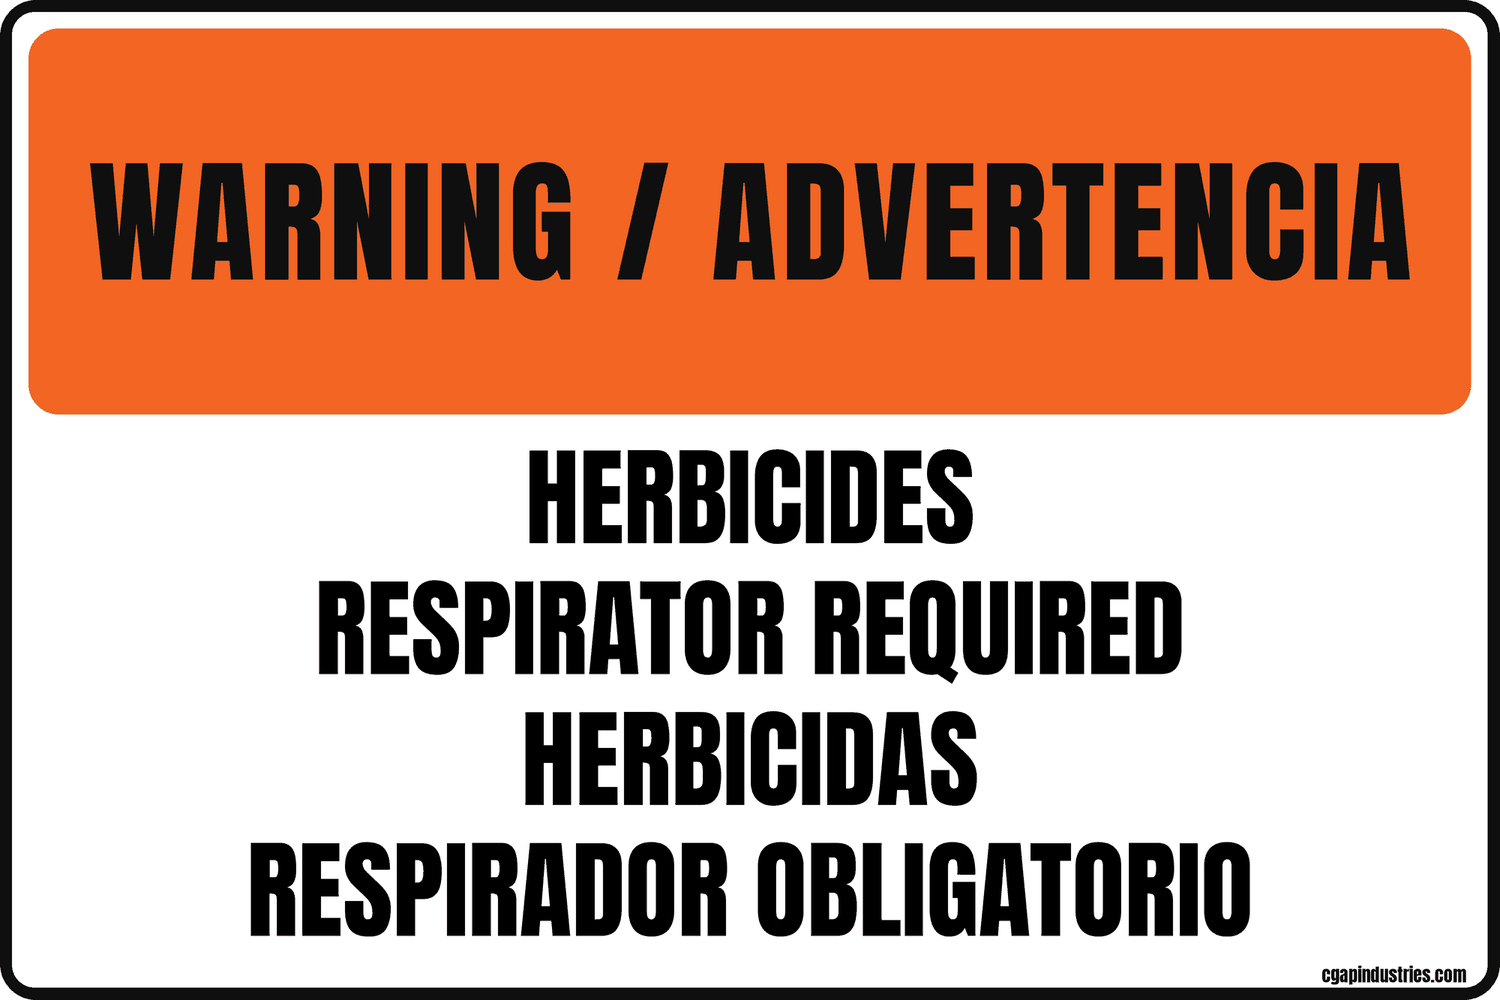 WARNING / ADVERTENCIA
HERBICIDES
RESPIRATOR REQUIRED
HERBICIDAS
RESPIRADOR OBLIGATORIO
cgapindustries.com